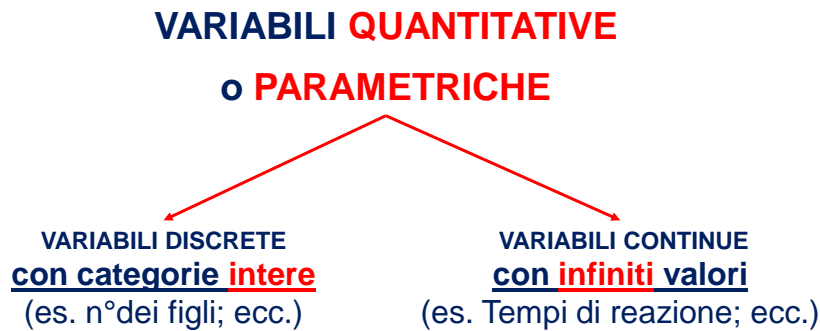 VARIABILI QUANTITATIVE
o PARAMETRICHE
VARIABILI DISCRETE
con categorie intere
(es. n°dei figli; ecc.)
VARIABILI CONTINUE
con infiniti valori
(es. Tempi di reazione; ecc.)